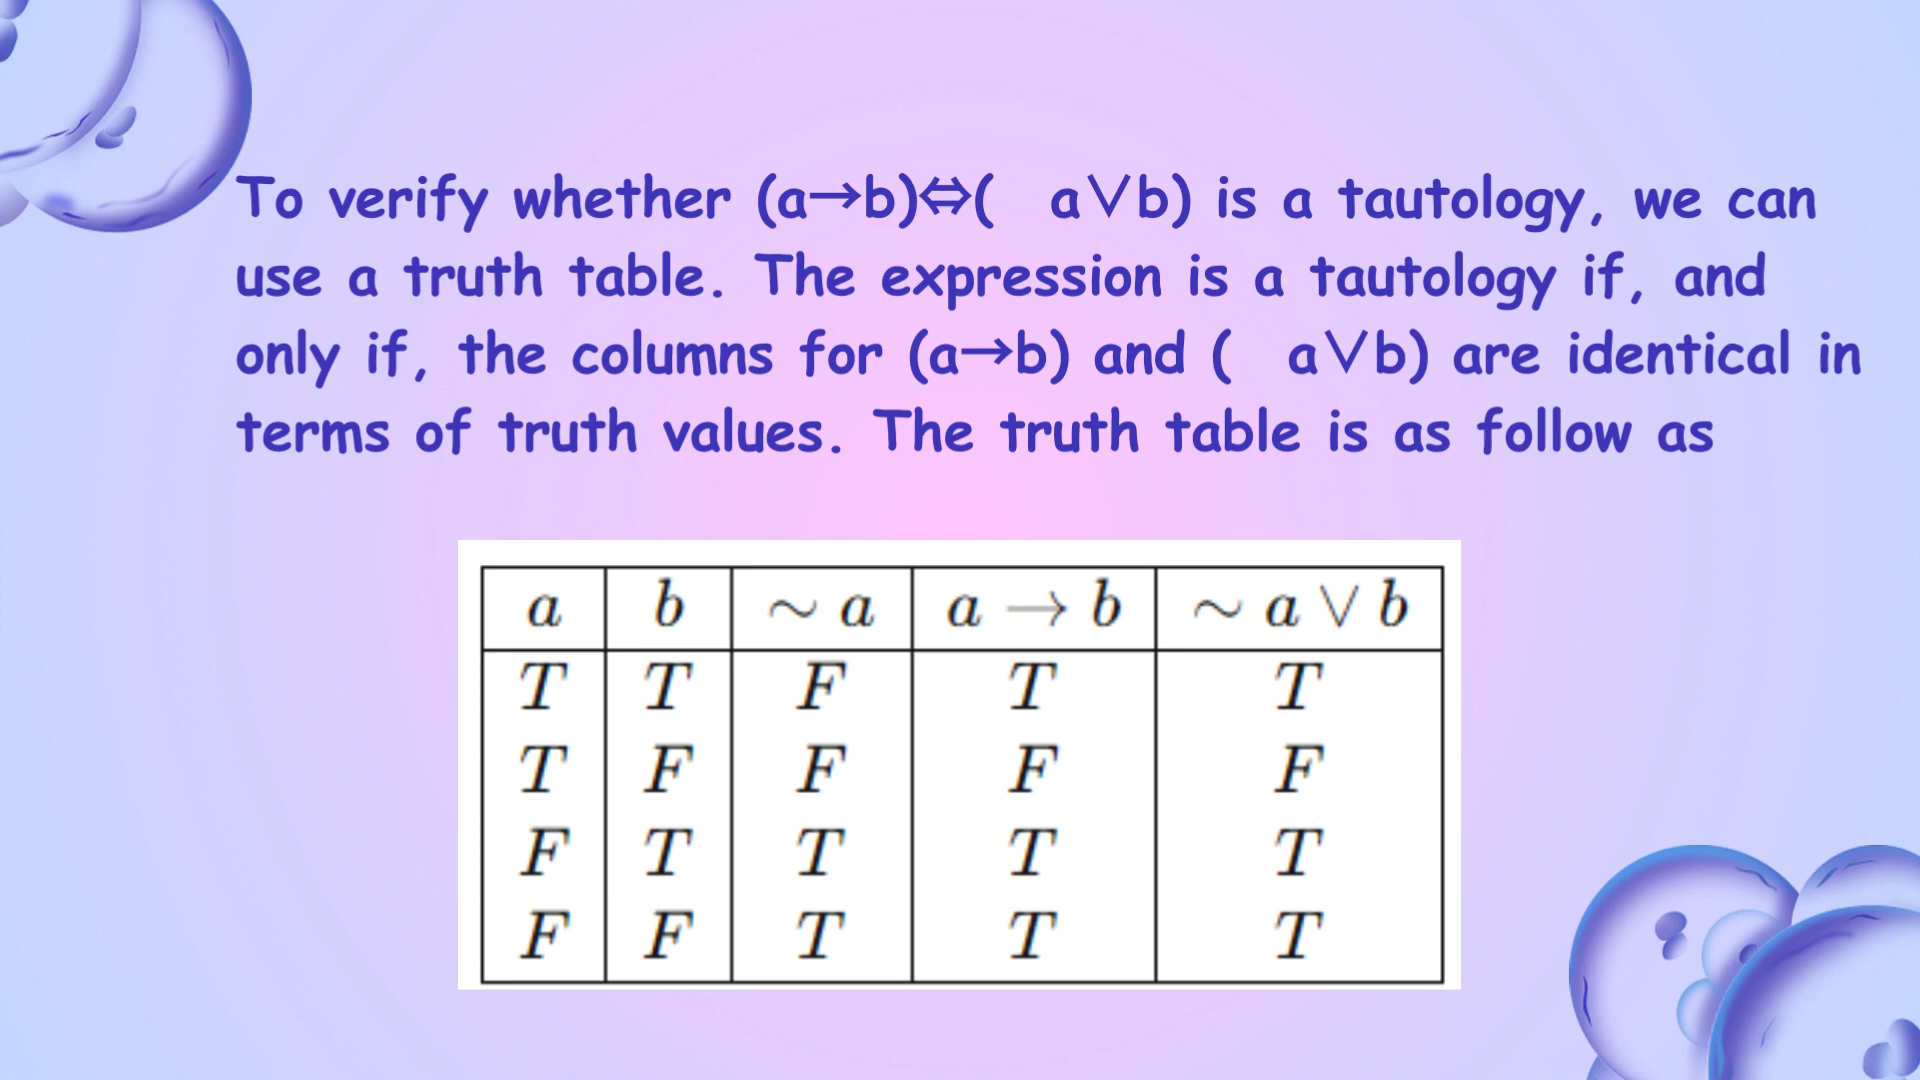 To verify whether (a→b)⇔( a∨b) is a tautology, we can
use a truth table. The expression is a tautology if, and
only if, the columns for (a→b) and ( a∨b) are identical in
terms of truth values. The truth table is as follow as
a b ∼ a a → b ∼ a ∨ b
T T F T T
T F F F F
F T T T T
F F T T T